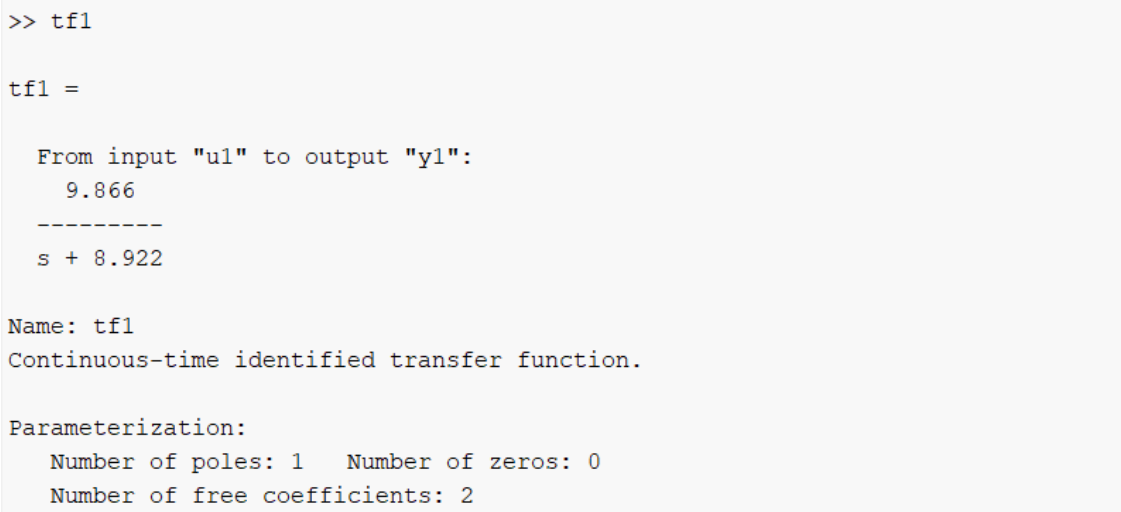 >> tf1
tf1 =
From input "u1" to output "y1":
9.866
---------
s + 8.922
Name: tf1
Continuous-time identified transfer function.
Parameterization:
Number of poles: 1   Number of zeros: 0
Number of free coefficients: 2